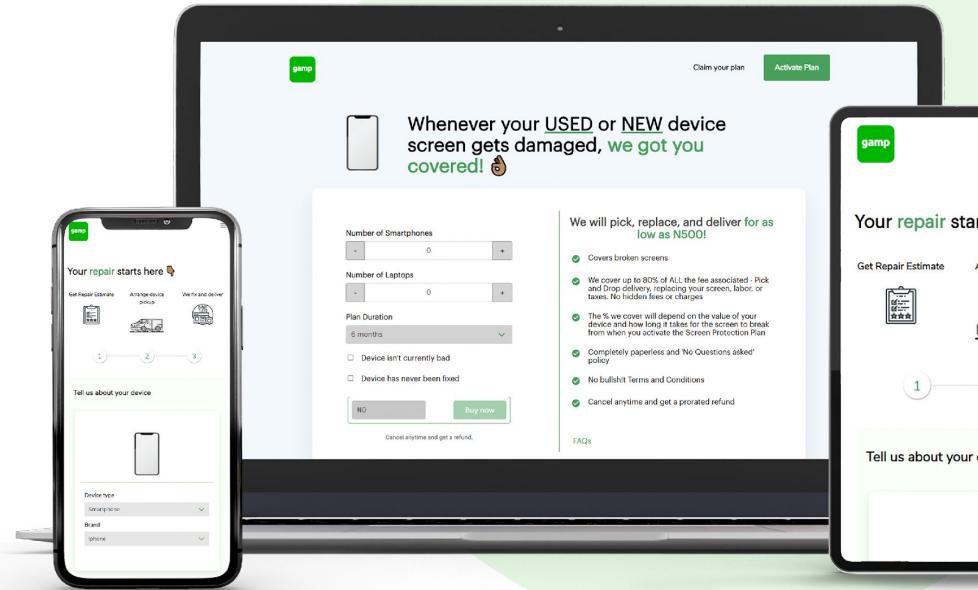 gamp
Claim your plan
Activate Plan
Whenever your USED or NEW device
screen gets damaged, we got you
covered! 👌🏾
Number of Smartphones
- 0 +
Number of Laptops
- 0 +
Plan Duration
6 months
Device isn't currently bad
Device has never been fixed
N0
Buy now
Cancel anytime and get a refund.
We will pick, replace, and deliver for as
low as N500!
Covers broken screens
We cover up to 80% of ALL the fee associated - Pick
and Drop delivery, replacing your screen, labor, or
taxes. No hidden fees or charges
The % we cover will depend on the value of your
device and how long it takes for the screen to break
from when you activate the Screen Protection Plan
Completely paperless and 'No Questions asked'
policy
No bullsh!t Terms and Conditions
Cancel anytime and get a prorated refund
FAQs
gamp
Your repair starts here 👇🏾
Get Repair Estimate
Arrange device
pickup
We fix and deliver
1 2 3
Tell us about your device
Device type
Smartphone
Brand
Iphone
gamp
Your repair star
Get Repair Estimate
A
1
Tell us about your